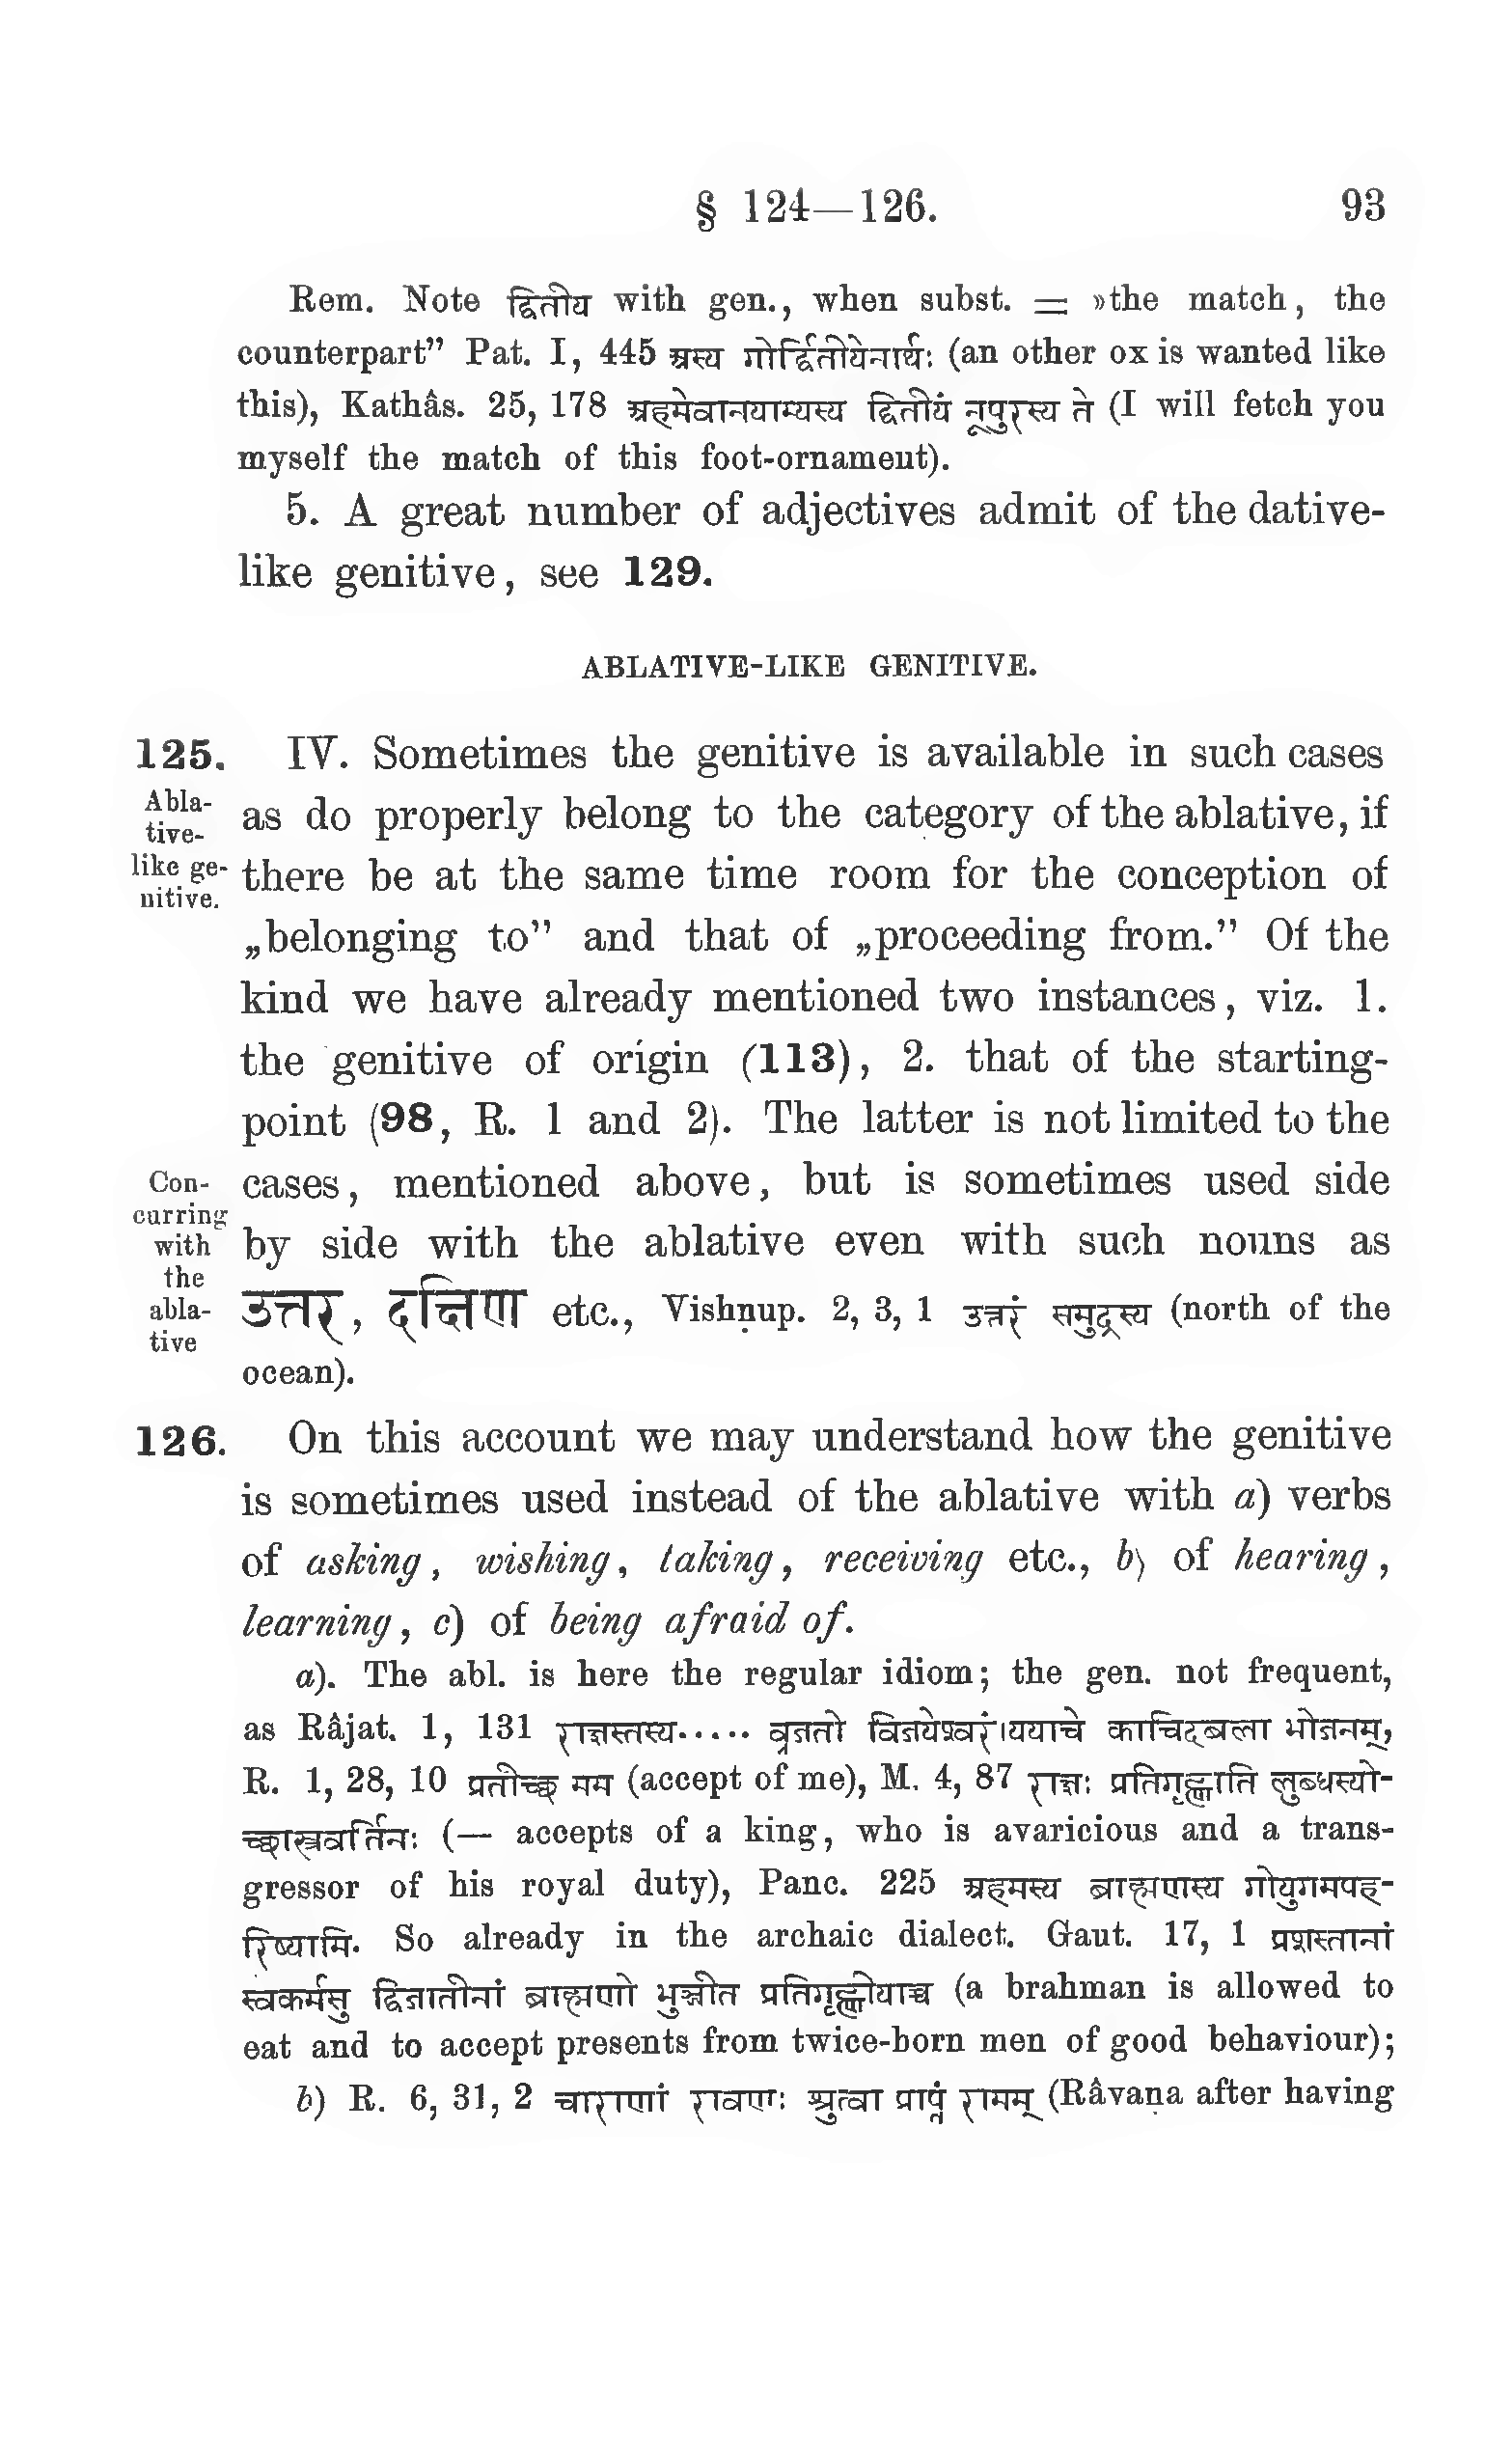 § 124—126. 93
Rem. Note द्वितीय with gen., when subst. = »the match, the
counterpart” Pat. I, 445 अस्य गोर्द्वितीयेनार्थः (an other ox is wanted like
this), Kathâs. 25, 178 अहमेवानयाम्यस्य द्वितीयं नूपुरस्य ते (I will fetch you
myself the match of this foot-ornament).
5. A great number of adjectives admit of the dative-
like genitive, see 129.
ABLATIVE-LIKE GENITIVE.
125. IV. Sometimes the genitive is available in such cases
Abla-
tive-
like ge-
nitive.
as do properly belong to the category of the ablative, if
there be at the same time room for the conception of
„belonging to” and that of „proceeding from.” Of the
kind we have already mentioned two instances, viz. 1.
the genitive of origin (113), 2. that of the starting-
point (98, R. 1 and 2). The latter is not limited to the
Con-
curring
with
the
abla-
tive
cases, mentioned above, but is sometimes used side
by side with the ablative even with such nouns as
उत्तर, दक्षिण etc., Vishṇup. 2, 3, 1 उत्तरं समुद्रस्य (north of the
ocean).
126. On this account we may understand how the genitive
is sometimes used instead of the ablative with a) verbs
of asking, wishing, taking, receiving etc., b) of hearing,
learning, c) of being afraid of.
a). The abl. is here the regular idiom; the gen. not frequent,
as Râjat. 1, 131 राज्ञस्तस्य..... व्रजतो विजयेश्वरं।ययाचे काचिदबला भोजनम्,
R. 1, 28, 10 प्रतीच्छ मम (accept of me), M. 4, 87 राज्ञः प्रतिगृह्णाति लुब्धस्यो-
च्छास्त्रवर्तिनः (— accepts of a king, who is avaricious and a trans-
gressor of his royal duty), Panc. 225 अहमस्य ब्राह्मणस्य गोयुगमपह-
रिष्यामि. So already in the archaic dialect. Gaut. 17, 1 प्रशस्तानां
स्वकर्मसु द्विजातीनां ब्राह्मणो भुञ्जीत प्रतिगृह्णीयाच्च (a brahman is allowed to
eat and to accept presents from twice-born men of good behaviour);
b) R. 6, 31, 2 चाराणां रावणः श्रुत्वा प्राप्तं रामम् (Râvaṇa after having